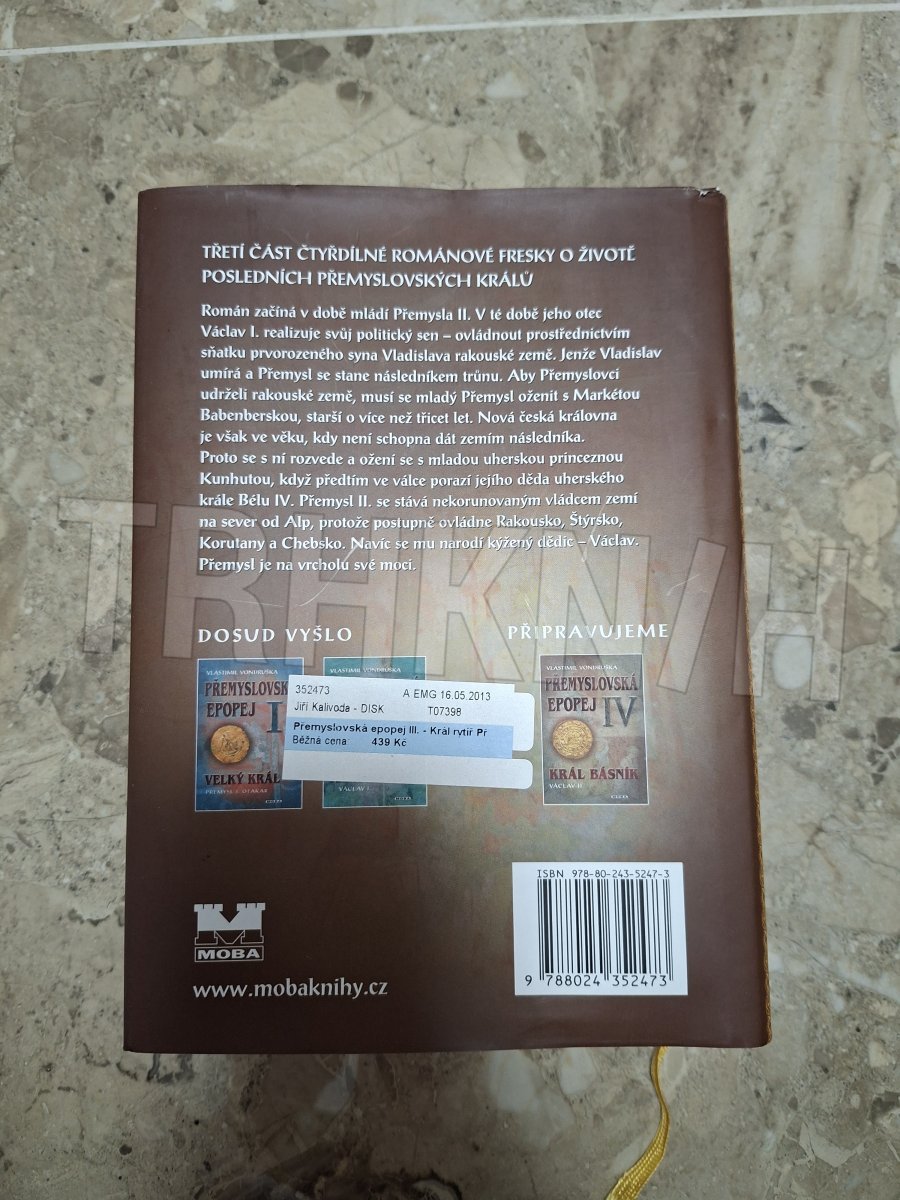 TŘETÍ ČÁST ČTYŘDÍLNÉ ROMÁNOVÉ FRESKY O ŽIVOTĚ
POSLEDNÍCH PŘEMYSLOVSKÝCH KRÁLŮ
Román začíná v době mládí Přemysla II. V té době jeho otec
Václav I. realizuje svůj politický sen – ovládnout prostřednictvím
sňatku prvorozeného syna Vladislava rakouské země. Jenže Vladislav
umírá a Přemysl se stane následníkem trůnu. Aby Přemyslovci
udrželi rakouské země, musí se mladý Přemysl oženit s Markétou
Babenberskou, starší o více než třicet let. Nová česká královna
je však ve věku, kdy není schopna dát zemím následníka.
Proto se s ní rozvede a ožení se s mladou uherskou princeznou
Kunhutou, když předtím ve válce porazí jejího děda uherského
krále Bélu IV. Přemysl II. se stává nekorunovaným vládcem zemí
na sever od Alp, protože postupně ovládne Rakousko, Štýrsko,
Korutany a Chebsko. Navíc se mu narodí kýžený dědic – Václav.
Přemysl je na vrcholu své moci.
TRHKNIH
DOSUD VYŠLO
PŘIPRAVUJEME
VLASTIMIL VONDRUŠKA
PŘEMYSLOVSK
EPOPEJ I
VELKÝ KRÁL
PŘEMYSL I. OTAKAR
VLASTIMIL VONDRUŠKA
VÁCLAV I.
352473 A EMG 16.05.2013
Jiří Kalivoda - DISK T07398
Přemyslovská epopej III. - Král rytíř Př
Běžná cena: 439 Kč
VLASTIMIL VONDRUŠKA
PŘEMYSLOVSKÁ
EPOPEJ IV
KRÁL BÁSNÍK
VÁCLAV II.
ISBN 978-80-243-5247-3
9 788024 352473
MOBA
www.mobaknihy.cz